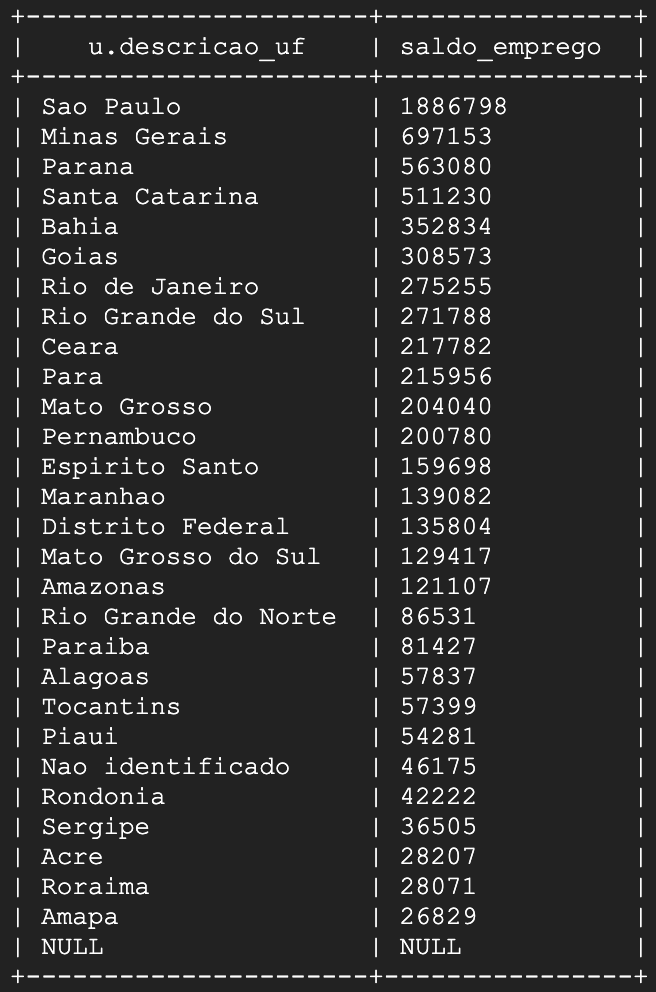 +----------------------+----------------+
|    u.descricao_uf    | saldo_emprego  |
+----------------------+----------------+
| Sao Paulo            | 1886798        |
| Minas Gerais         | 697153         |
| Parana               | 563080         |
| Santa Catarina       | 511230         |
| Bahia                | 352834         |
| Goias                | 308573         |
| Rio de Janeiro       | 275255         |
| Rio Grande do Sul    | 271788         |
| Ceara                | 217782         |
| Para                 | 215956         |
| Mato Grosso          | 204040         |
| Pernambuco           | 200780         |
| Espirito Santo       | 159698         |
| Maranhao             | 139082         |
| Distrito Federal     | 135804         |
| Mato Grosso do Sul   | 129417         |
| Amazonas             | 121107         |
| Rio Grande do Norte  | 86531          |
| Paraiba              | 81427          |
| Alagoas              | 57837          |
| Tocantins            | 57399          |
| Piaui                | 54281          |
| Nao identificado     | 46175          |
| Rondonia             | 42222          |
| Sergipe              | 36505          |
| Acre                 | 28207          |
| Roraima              | 28071          |
| Amapa                | 26829          |
| NULL                 | NULL           |
+----------------------+----------------+